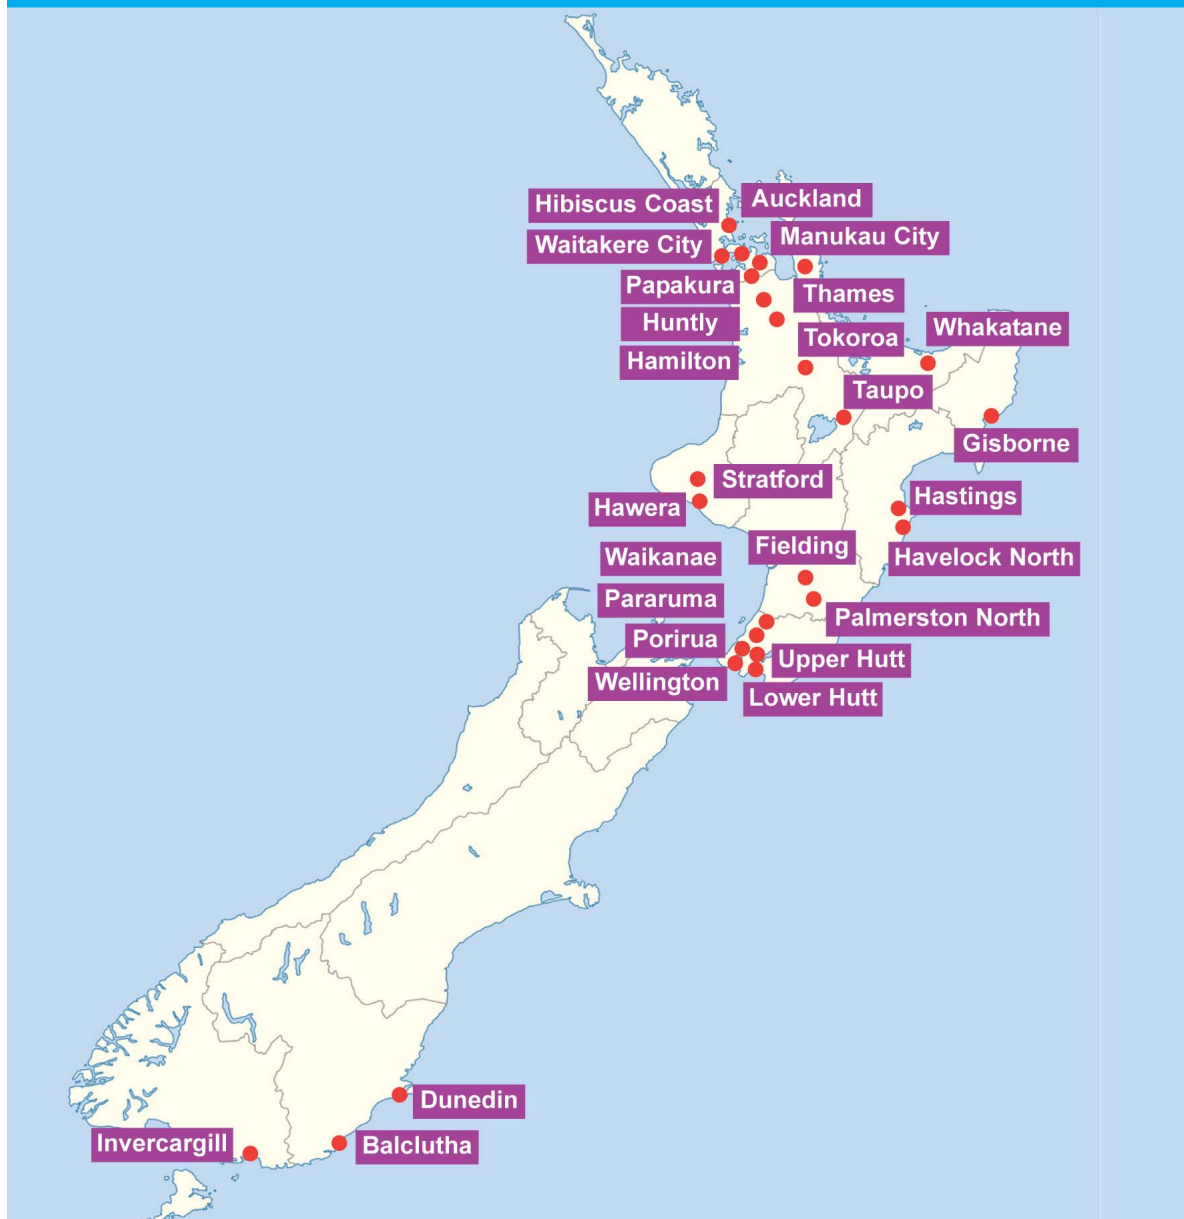 Hibiscus Coast
Auckland
Waitakere City
Manukau City
Papakura
Thames
Huntly
Tokoroa
Whakatane
Hamilton
Taupo
Gisborne
Stratford
Hastings
Hawera
Fielding
Waikanae
Havelock North
Pararuma
Palmerston North
Porirua
Upper Hutt
Wellington
Lower Hutt
Dunedin
Invercargill
Balclutha